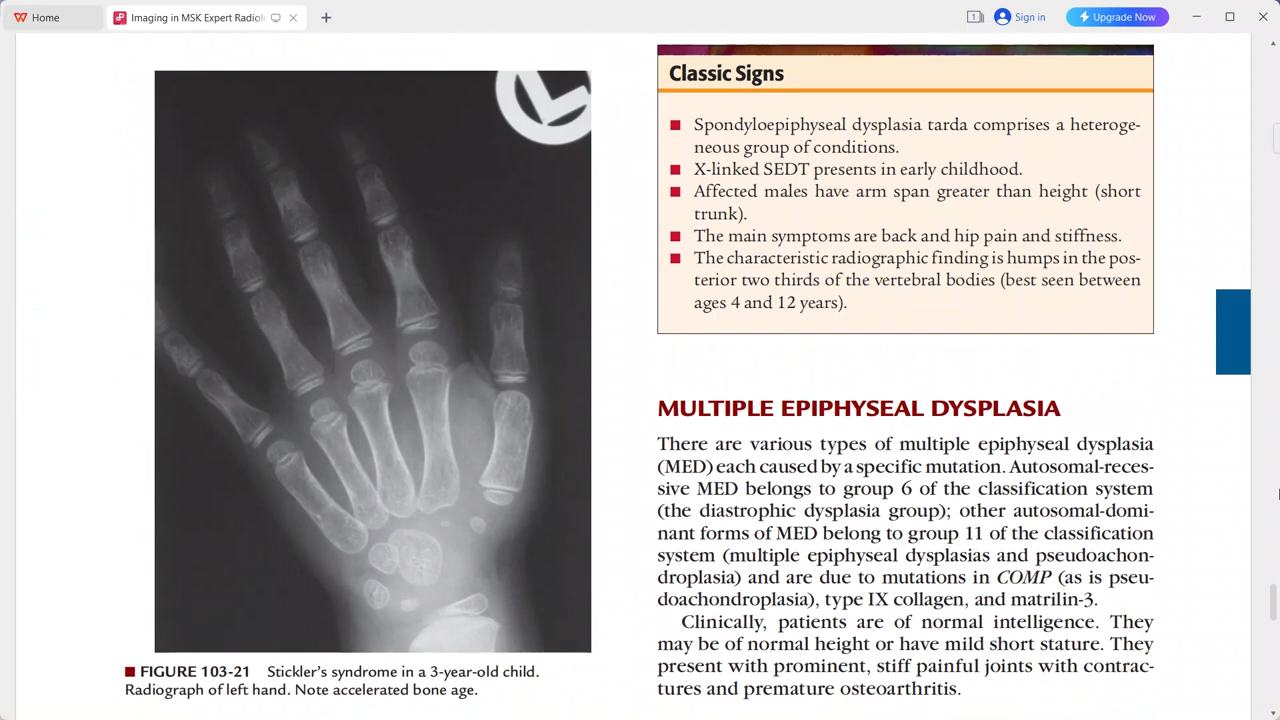 Home
Imaging in MSK Expert Radiol
1
Sign in
Upgrade Now
L
FIGURE 103-21 Stickler's syndrome in a 3-year-old child.
Radiograph of left hand. Note accelerated bone age.
Classic Signs
Spondyloepiphyseal dysplasia tarda comprises a heteroge-
neous group of conditions.
X-linked SEDT presents in early childhood.
Affected males have arm span greater than height (short
trunk).
The main symptoms are back and hip pain and stiffness.
The characteristic radiographic finding is humps in the pos-
terior two thirds of the vertebral bodies (best seen between
ages 4 and 12 years).
MULTIPLE EPIPHYSEAL DYSPLASIA
There are various types of multiple epiphyseal dysplasia
(MED) each caused by a specific mutation. Autosomal-reces-
sive MED belongs to group 6 of the classification system
(the diastrophic dysplasia group); other autosomal-domi-
nant forms of MED belong to group 11 of the classification
system (multiple epiphyseal dysplasias and pseudoachon-
droplasia) and are due to mutations in COMP (as is pseu-
doachondroplasia), type IX collagen, and matrilin-3.
Clinically, patients are of normal intelligence. They
may be of normal height or have mild short stature. They
present with prominent, stiff painful joints with contrac-
tures and premature osteoarthritis.